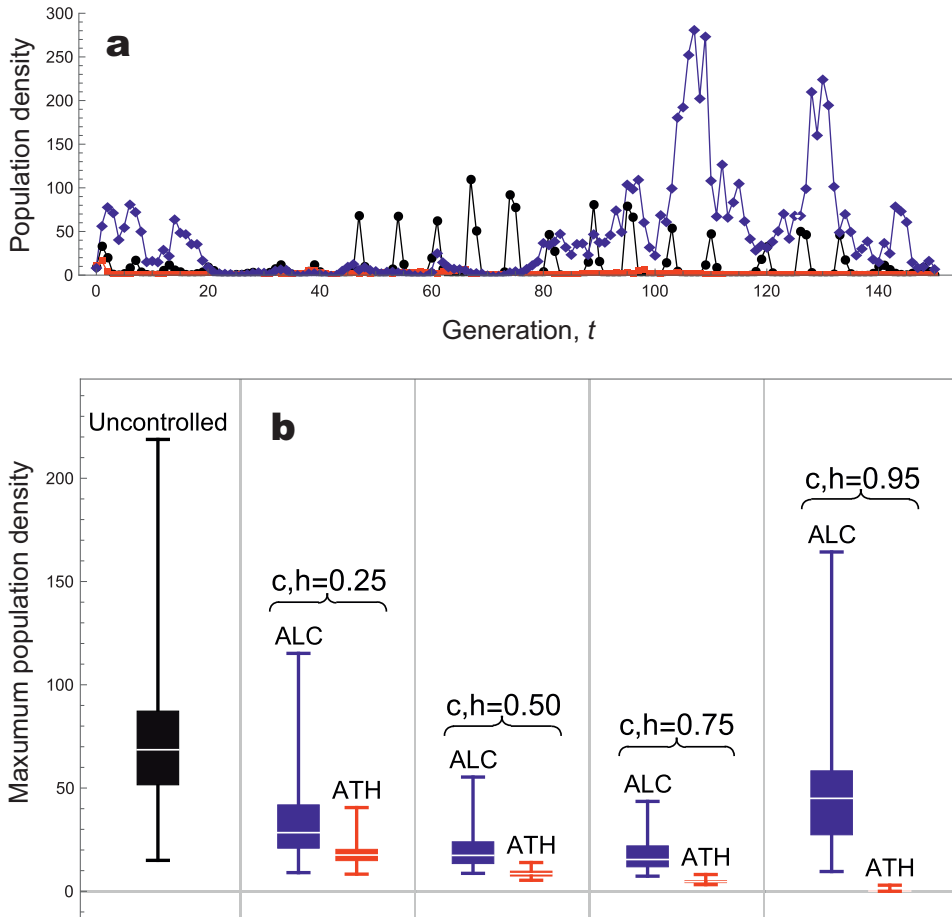 a
Population density
300
250
200
150
100
50
0
0 20 40 60 80 100 120 140
Generation, t
b
Maxumum population density
200
150
100
50
0
Uncontrolled
c,h=0.25
ALC
ATH
c,h=0.50
ALC
ATH
c,h=0.75
ALC
ATH
c,h=0.95
ALC
ATH